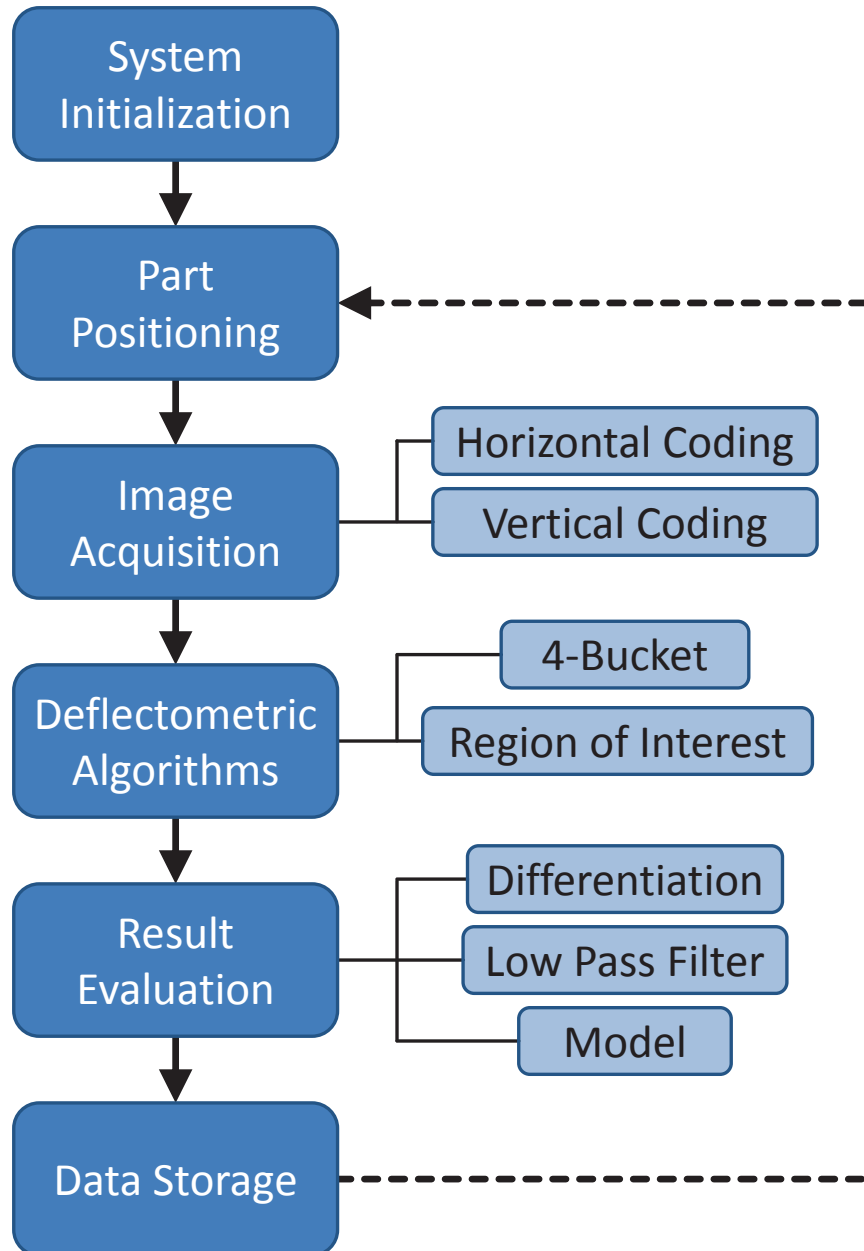 System
Initialization
Part
Positioning
Image
Acquisition
Horizontal Coding
Vertical Coding
Deflectometric
Algorithms
4-Bucket
Region of Interest
Result
Evaluation
Differentiation
Low Pass Filter
Model
Data Storage